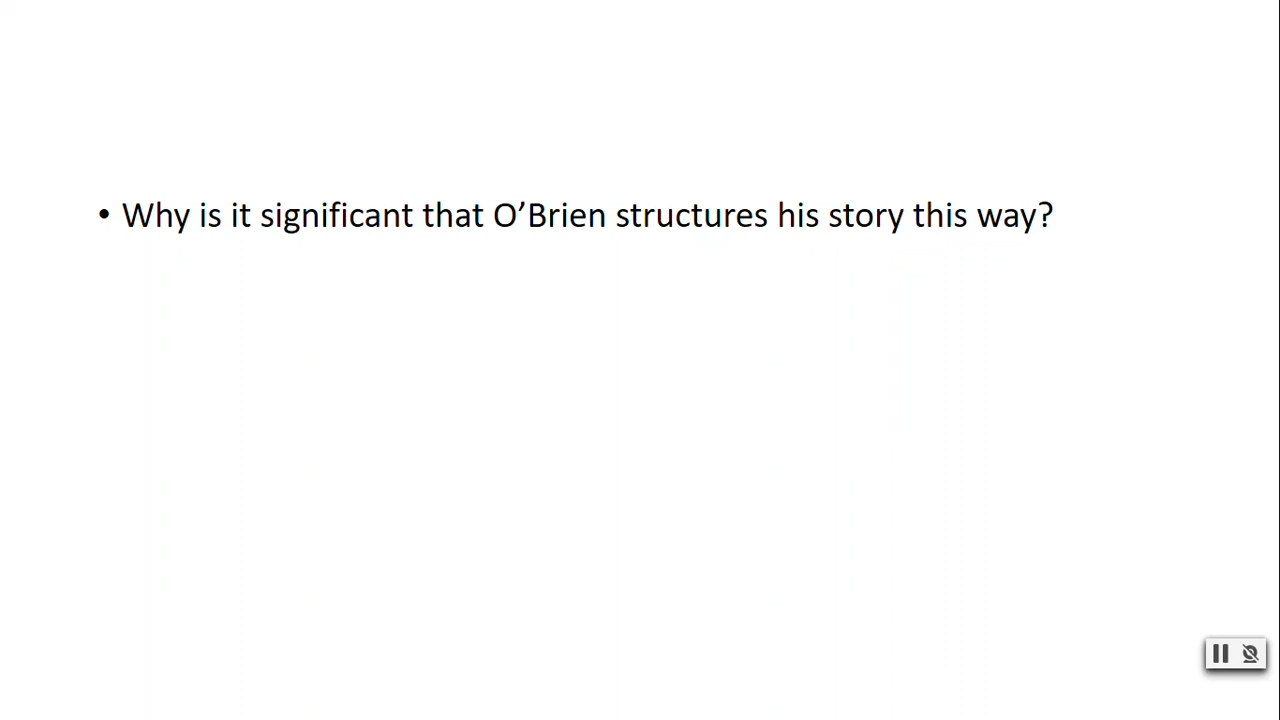 • Why is it significant that O’Brien structures his story this way?